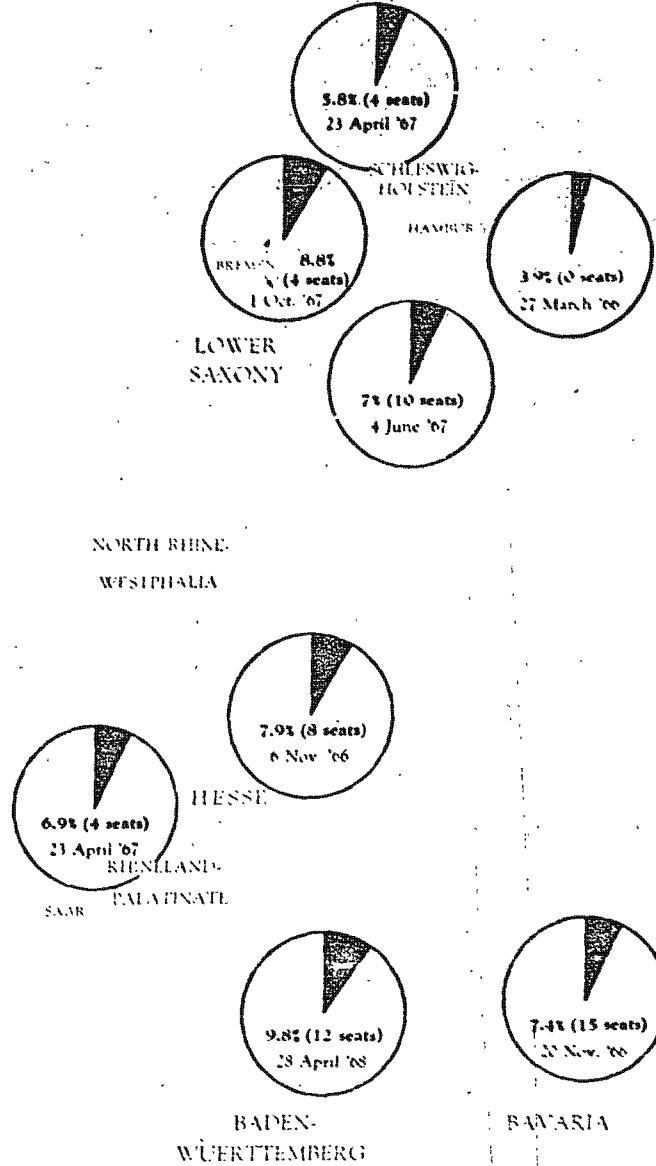 5.8% (4 seats)
23 April '67
SCHLESWIG-
HOLSTEIN
HAMBURG
BREMEN
8.8%
(4 seats)
1 Oct. '67
3.9% (0 seats)
27 March '66
LOWER
SAXONY
7% (10 seats)
4 June '67
NORTH RHINE-
WESTPHALIA
7.9% (8 seats)
6 Nov. '66
HESSE
6.9% (4 seats)
23 April '67
RHINELAND-
PALATINATE
SAAR
9.8% (12 seats)
28 April '68
7.4% (15 seats)
20 Nov. '66
BADEN-
WUERTTEMBERG
BAVARIA